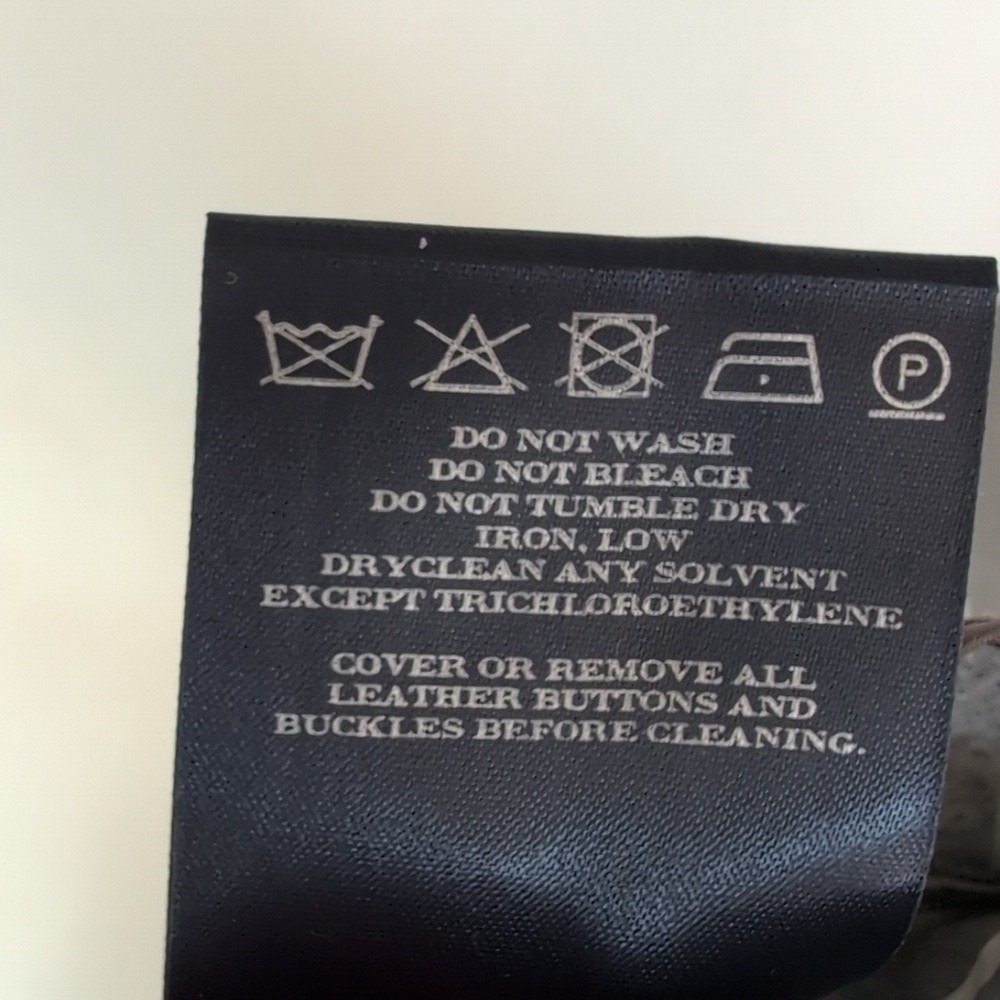 P
DO NOT WASH
DO NOT BLEACH
DO NOT TUMBLE DRY
IRON, LOW
DRYCLEAN ANY SOLVENT
EXCEPT TRICHLOROETHYLENE
COVER OR REMOVE ALL
LEATHER BUTTONS AND
BUCKLES BEFORE CLEANING.